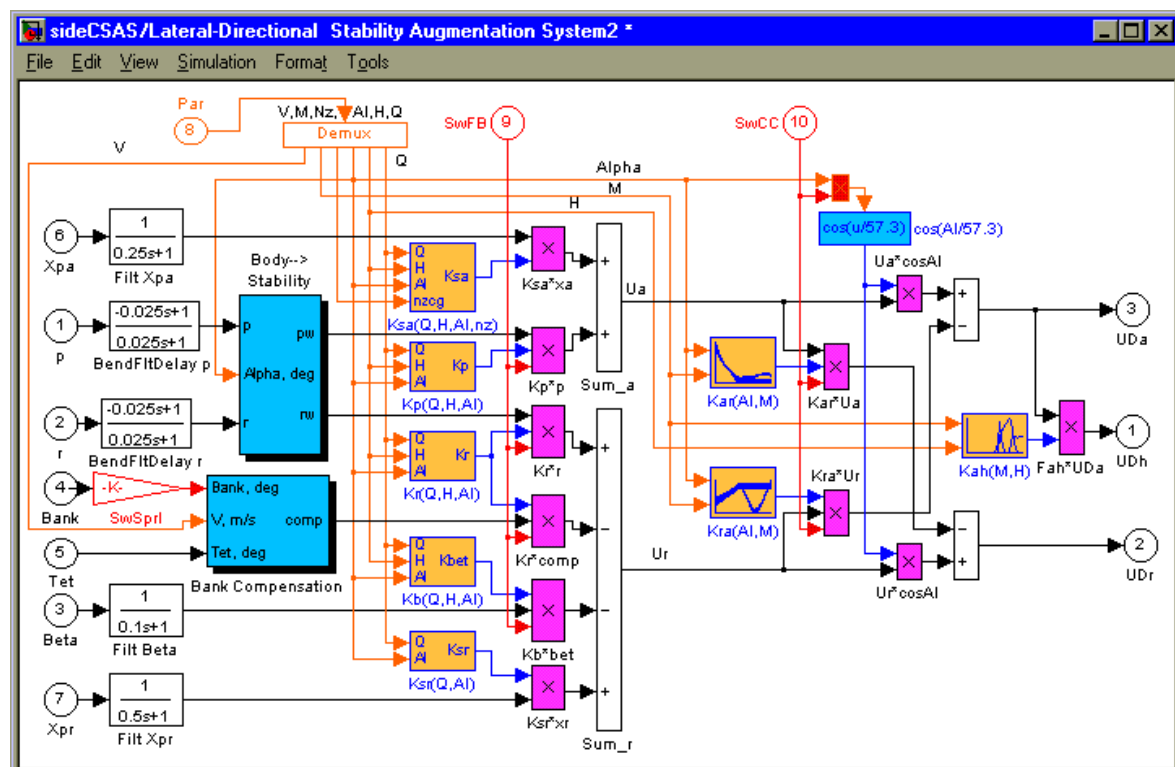 sideCSAS/Lateral-Directional Stability Augmentation System2 *
File Edit View Simulation Format Tools
Par
8
V,M,Nz, Al,H,Q
Demux
V
Q
SwFB
9
SwCC
10
Alpha
M
H
6
Xpa
1
0.25s+1
Filt Xpa
Body-->
Stability
Q
H
Al
nzcg
Ksa
Ksa(Q,H,Al,nz)
Ksa*xa
cos(u/57.3)
cos(Al/57.3)
Ua*cosAl
Ua
3
UDa
1
p
-0.025s+1
0.025s+1
BendFltDelay p
p
pw
Alpha, deg
rw
r
Q
H
Al
Kp
Kp(Q,H,Al)
Kp*p
Sum_a
Kar(Al,M)
Kar*Ua
2
r
-0.025s+1
0.025s+1
BendFltDelay r
Q
H
Al
Kr
Kr(Q,H,Al)
Kr*r
Kah(M,H)
Fah*UDa
1
UDh
4
Bank
-K-
SwSprl
Bank, deg
V, m/s
comp
Tet, deg
Bank Compensation
Kr*comp
Kra(Al,M)
Kra*Ur
5
Tet
Q
H
Al
Kbet
Kb(Q,H,Al)
Kb*bet
Ur
Ur*cosAl
2
UDr
3
Beta
1
0.1s+1
Filt Beta
Q
Al
Ksr
Ksr(Q,Al)
Ksr*xr
7
Xpr
1
0.5s+1
Filt Xpr
Sum_r